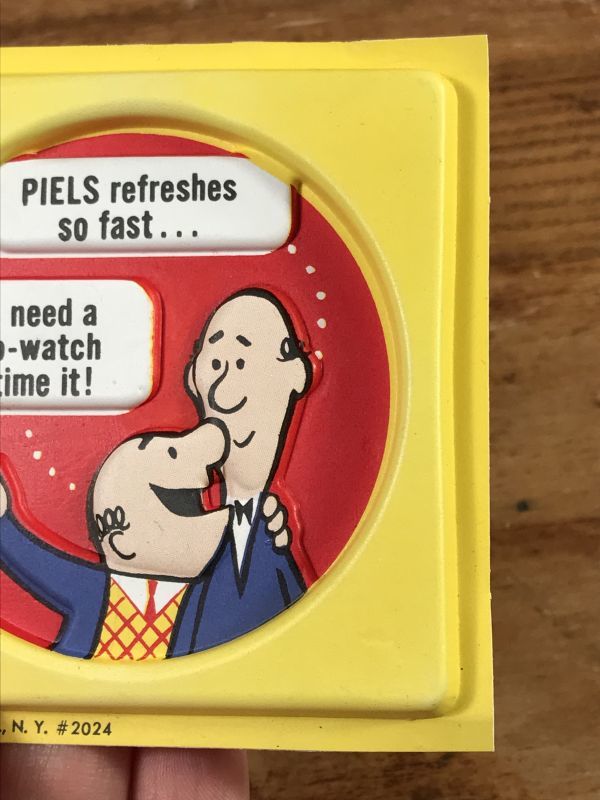 PIELS refreshes
so fast...
need a
-watch
time it!
N. Y. #2024